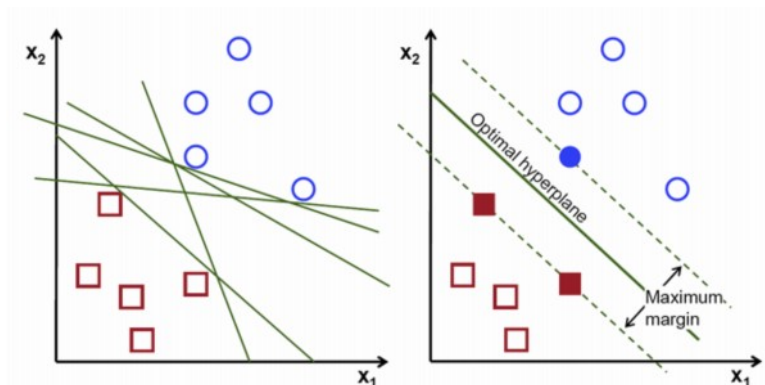 x₂
x₁
x₂
Optimal hyperplane
Maximum
margin
x₁